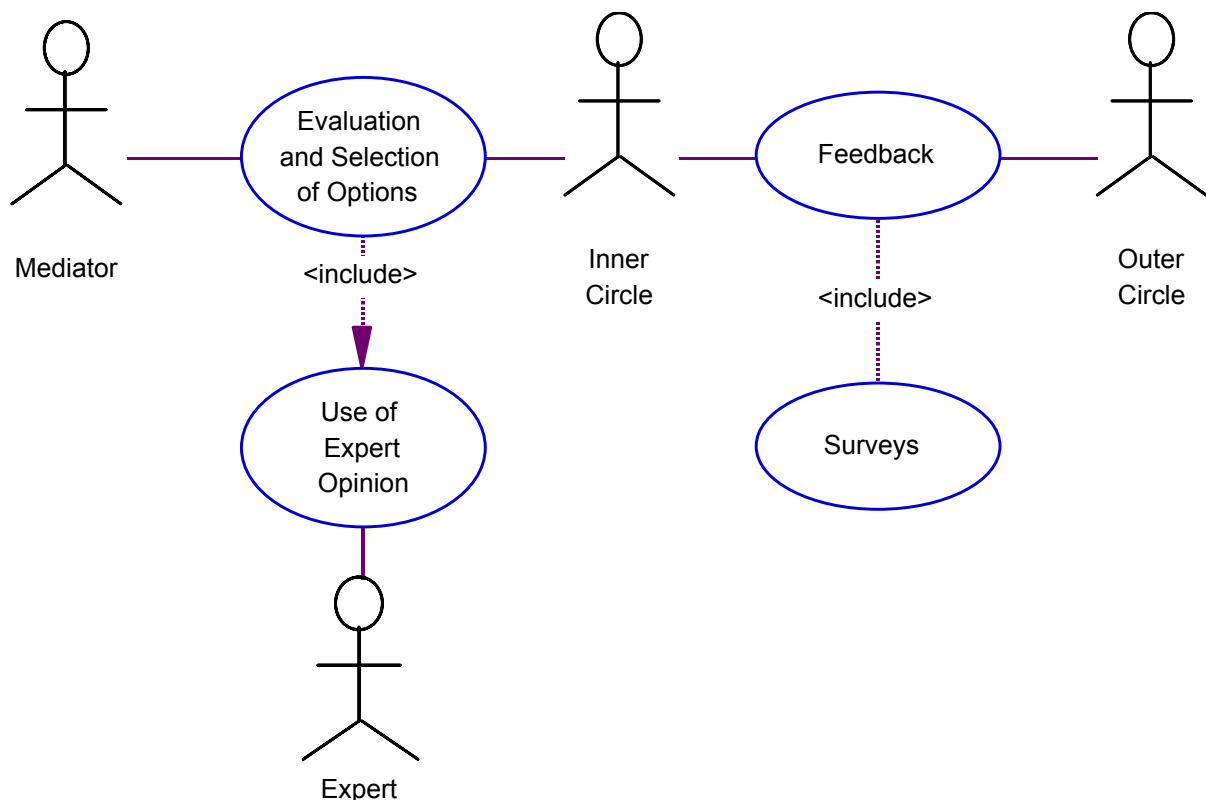 Evaluation
and Selection
of Options
Feedback
Mediator
<include>
Inner
Circle
<include>
Outer
Circle
Use of
Expert
Opinion
Surveys
Expert